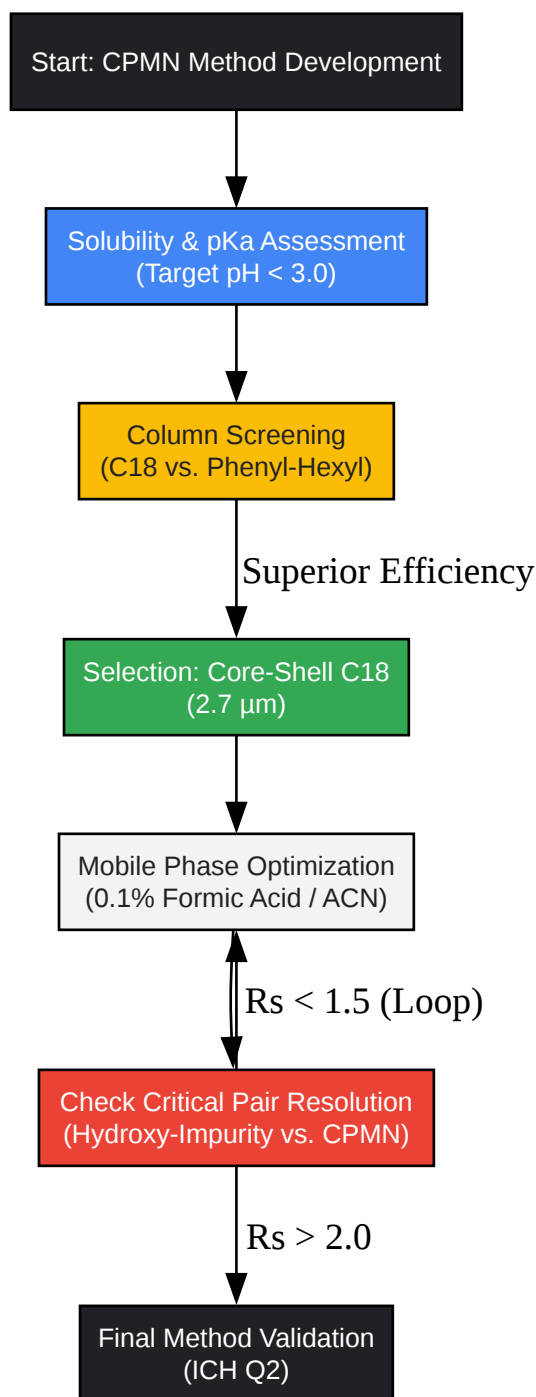 Start: CPMN Method Development
Solubility & pKa Assessment
(Target pH < 3.0)
Column Screening
(C18 vs. Phenyl-Hexyl)
Superior Efficiency
Selection: Core-Shell C18
(2.7 µm)
Mobile Phase Optimization
(0.1% Formic Acid / ACN)
Rs < 1.5 (Loop)
Check Critical Pair Resolution
(Hydroxy-Impurity vs. CPMN)
Rs > 2.0
Final Method Validation
(ICH Q2)